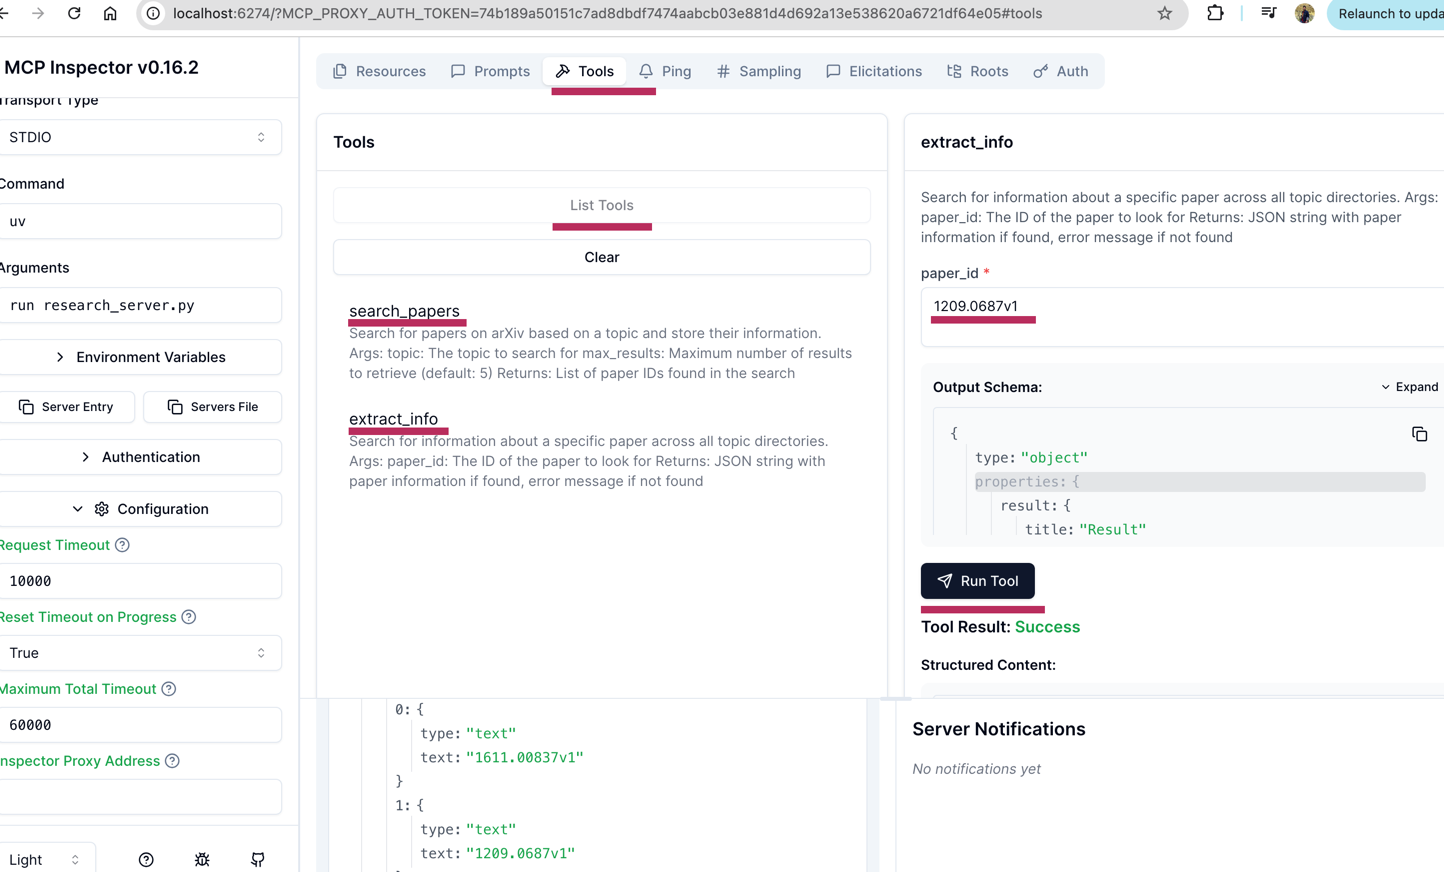 localhost:6274/?MCP_PROXY_AUTH_TOKEN=74b189a50151c7ad8dbdf7474aabcb03e881d4d692a13e538620a6721df64e05#tools
Relaunch to upda
MCP Inspector v0.16.2
Transport Type
STDIO
Command
uv
Arguments
run research_server.py
Environment Variables
Server Entry
Servers File
Authentication
Configuration
Request Timeout
10000
Reset Timeout on Progress
True
Maximum Total Timeout
60000
Inspector Proxy Address
Light
Resources
Prompts
Tools
Ping
# Sampling
Elicitations
Roots
Auth
Tools
List Tools
Clear
search_papers
Search for papers on arXiv based on a topic and store their information.
Args: topic: The topic to search for max_results: Maximum number of results
to retrieve (default: 5) Returns: List of paper IDs found in the search
extract_info
Search for information about a specific paper across all topic directories.
Args: paper_id: The ID of the paper to look for Returns: JSON string with
paper information if found, error message if not found
0: {
type: "text"
text: "1611.00837v1"
}
1: {
type: "text"
text: "1209.0687v1"
extract_info
Search for information about a specific paper across all topic directories. Args:
paper_id: The ID of the paper to look for Returns: JSON string with paper
information if found, error message if not found
paper_id *
1209.0687v1
Output Schema:
Expand
{
type: "object"
properties: {
result: {
title: "Result"
Run Tool
Tool Result: Success
Structured Content:
Server Notifications
No notifications yet